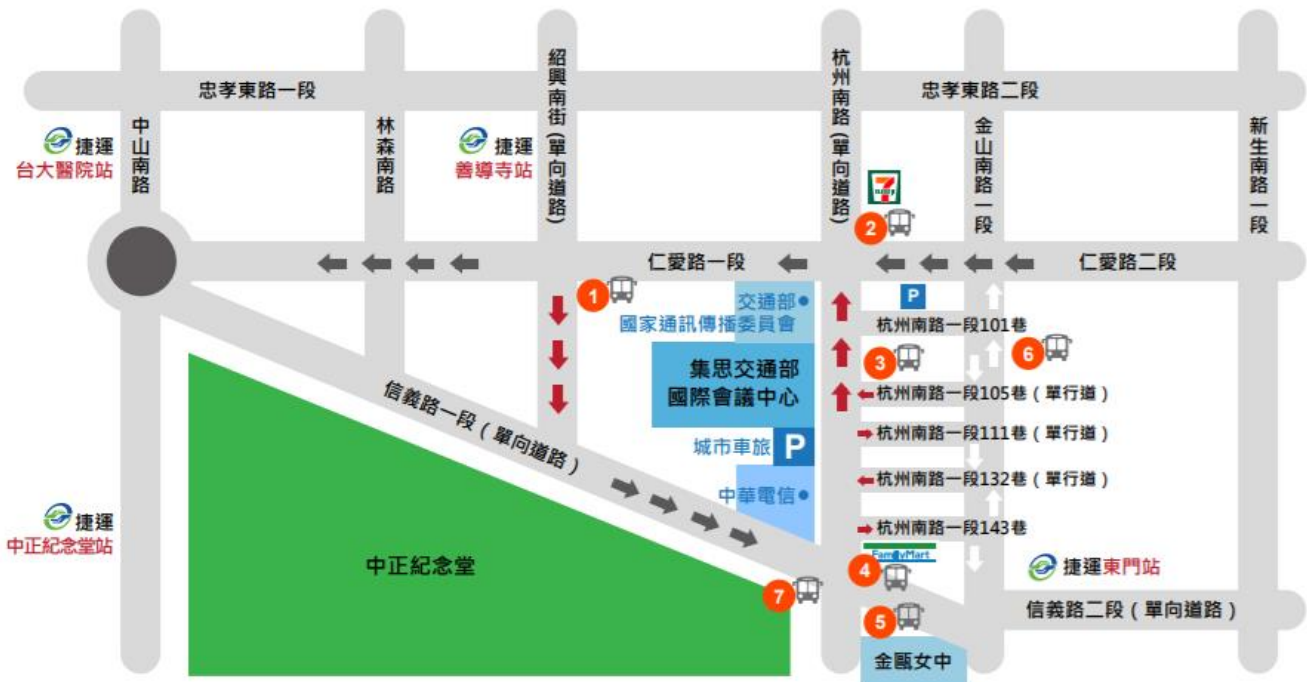 忠孝東路一段
忠孝東路二段
中山南路
林森南路
紹興南街(單向道路)
杭州南路(單向道路)
金山南路一段
新生南路一段
捷運
台大醫院站
捷運
善導寺站
7
2
仁愛路一段
仁愛路二段
1
交通部
國家通訊傳播委員會
P
杭州南路一段101巷
3
6
集思交通部
國際會議中心
杭州南路一段105巷(單行道)
信義路一段(單向道路)
杭州南路一段111巷(單行道)
城市車旅
P
中華電信
杭州南路一段132巷(單行道)
捷運
中正紀念堂站
杭州南路一段143巷
FamilyMart
中正紀念堂
4
捷運東門站
7
5
信義路二段(單向道路)
金甌女中